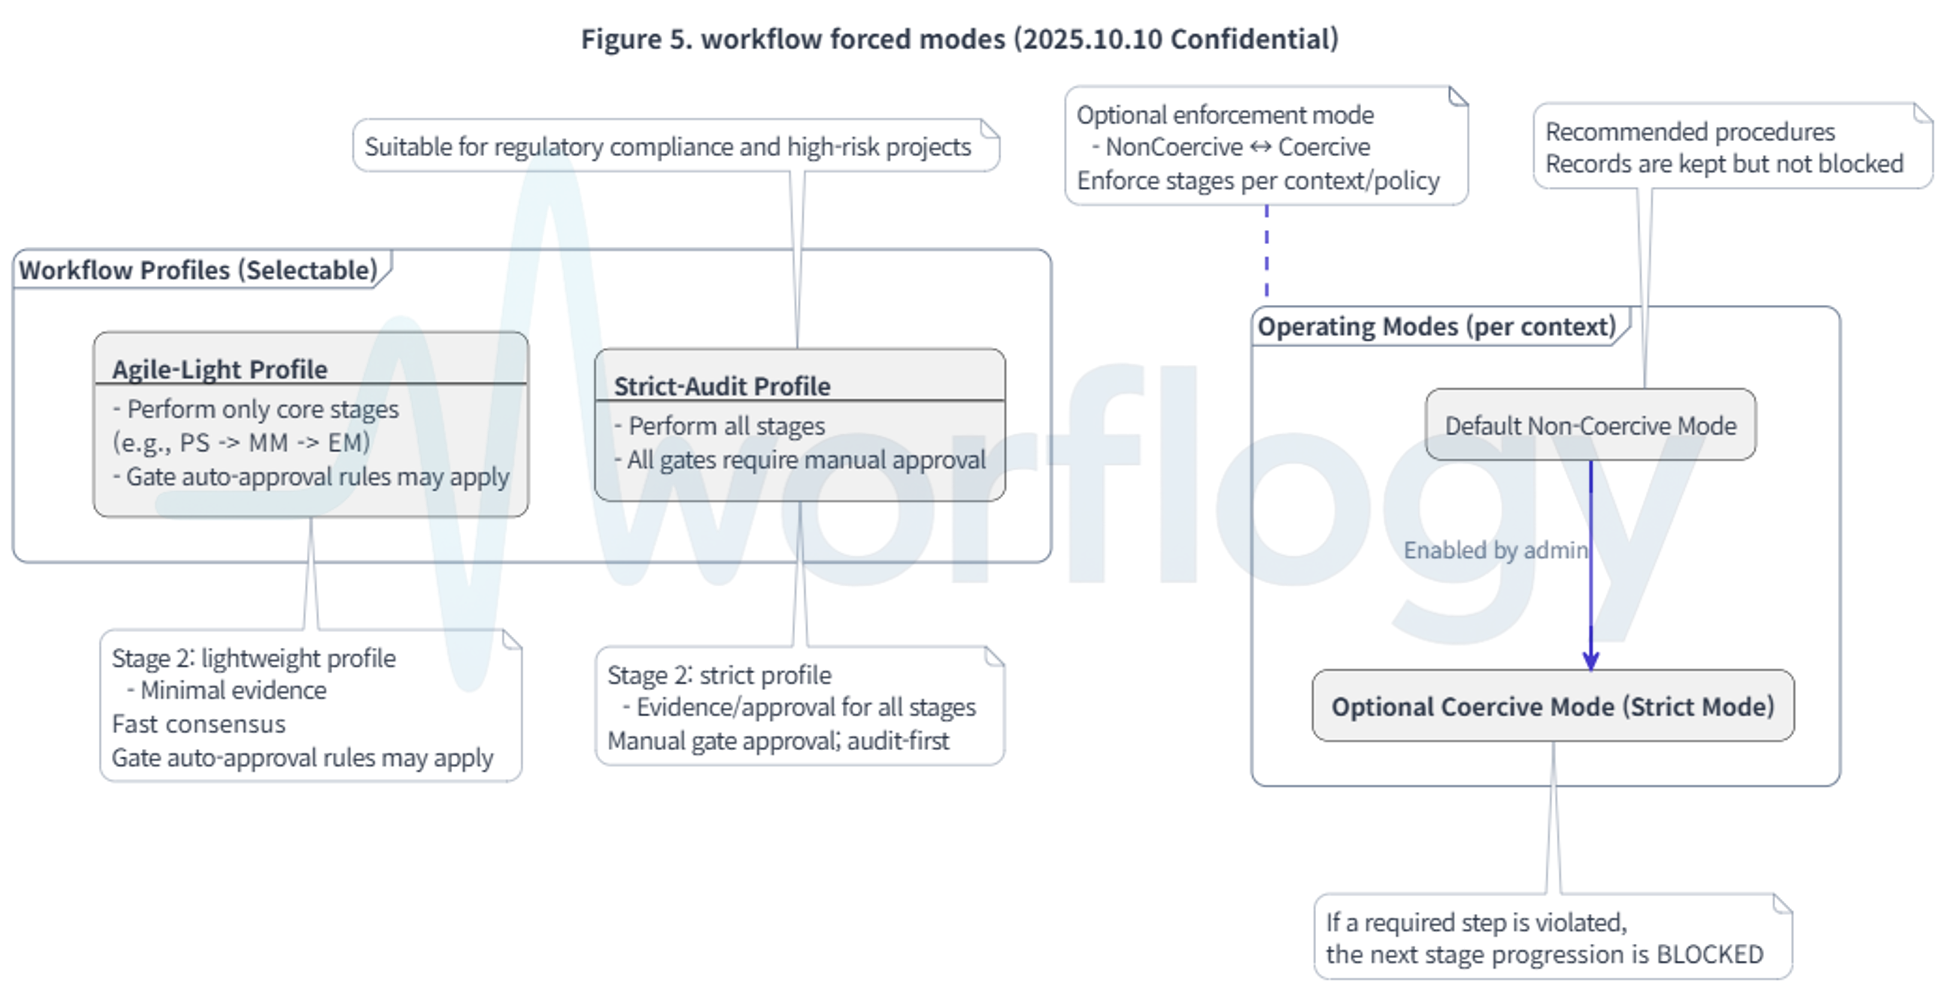 Figure 5. workflow forced modes (2025.10.10 Confidential)
Suitable for regulatory compliance and high-risk projects
Optional enforcement mode
- NonCoercive ↔ Coercive
Enforce stages per context/policy
Recommended procedures
Records are kept but not blocked
Workflow Profiles (Selectable)
Agile-Light Profile
- Perform only core stages
(e.g., PS -> MM -> EM)
- Gate auto-approval rules may apply
Strict-Audit Profile
- Perform all stages
- All gates require manual approval
Stage 2: lightweight profile
- Minimal evidence
Fast consensus
Gate auto-approval rules may apply
Stage 2: strict profile
- Evidence/approval for all stages
Manual gate approval; audit-first
Operating Modes (per context)
Default Non-Coercive Mode
Enabled by admin
Optional Coercive Mode (Strict Mode)
If a required step is violated,
the next stage progression is BLOCKED
worflogy